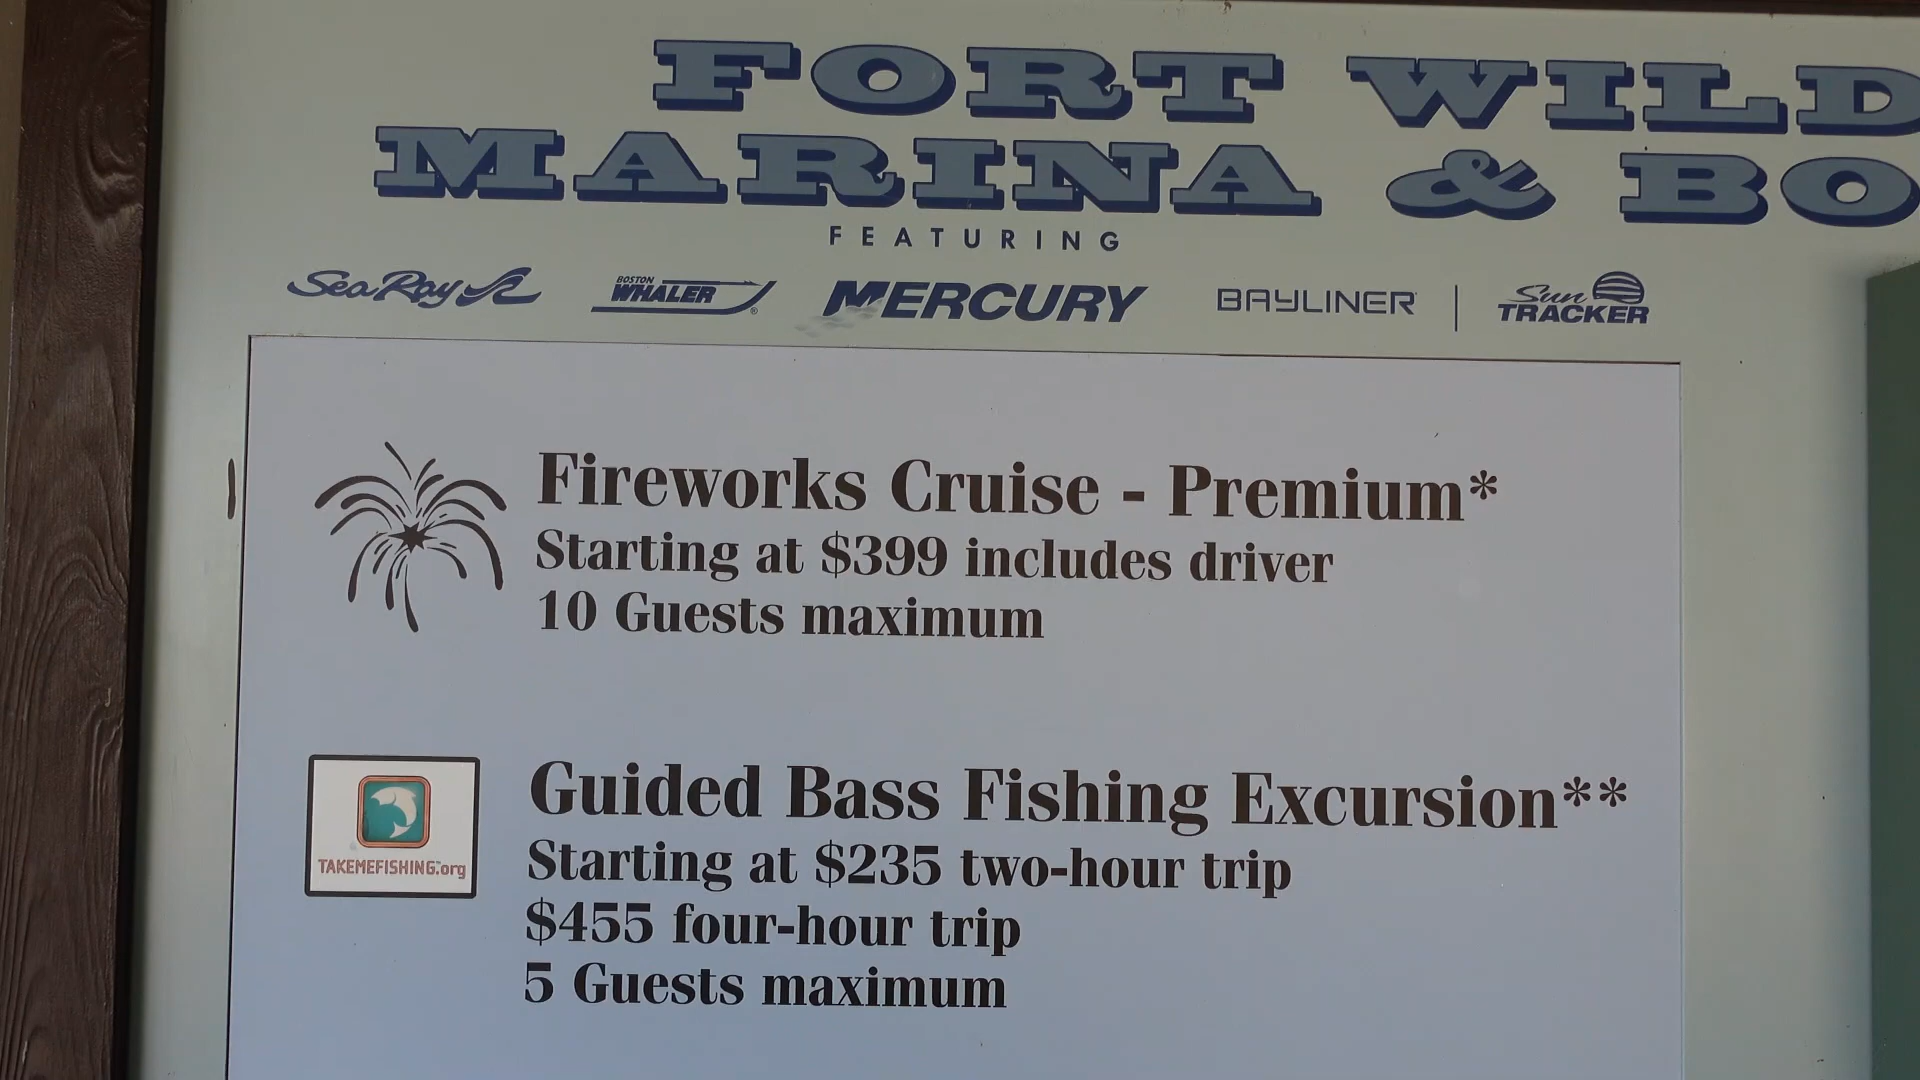 FORT WILD
MARINA & BO
FEATURING
Sea Ray BOSTON WHALER MERCURY BAYLINER Sun TRACKER
Fireworks Cruise - Premium*
Starting at $399 includes driver
10 Guests maximum
TAKEMEFISHING.org
Guided Bass Fishing Excursion**
Starting at $235 two-hour trip
$455 four-hour trip
5 Guests maximum